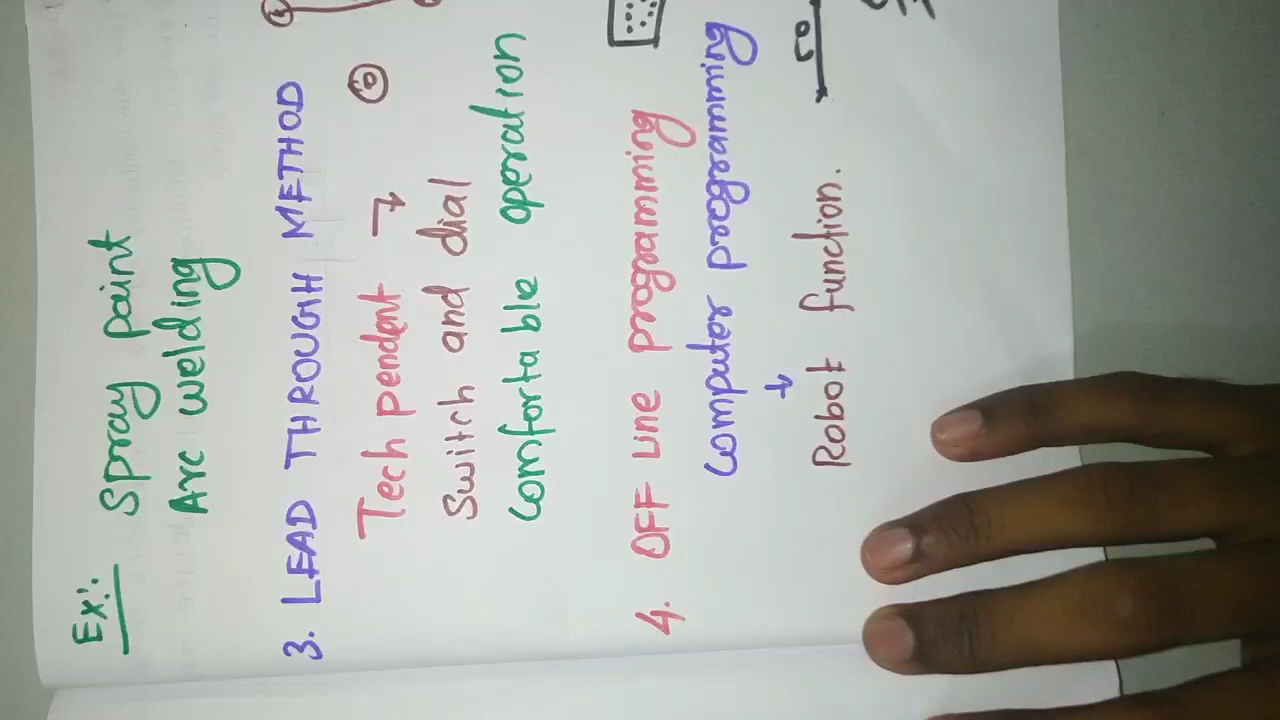 Ex:
Spray paint
Arc welding
3. LEAD THROUGH METHOD
Tech pendent →
Switch and dial
Comfortable operation
4. OFF LINE programming
Computer programming
↓
Robot function.